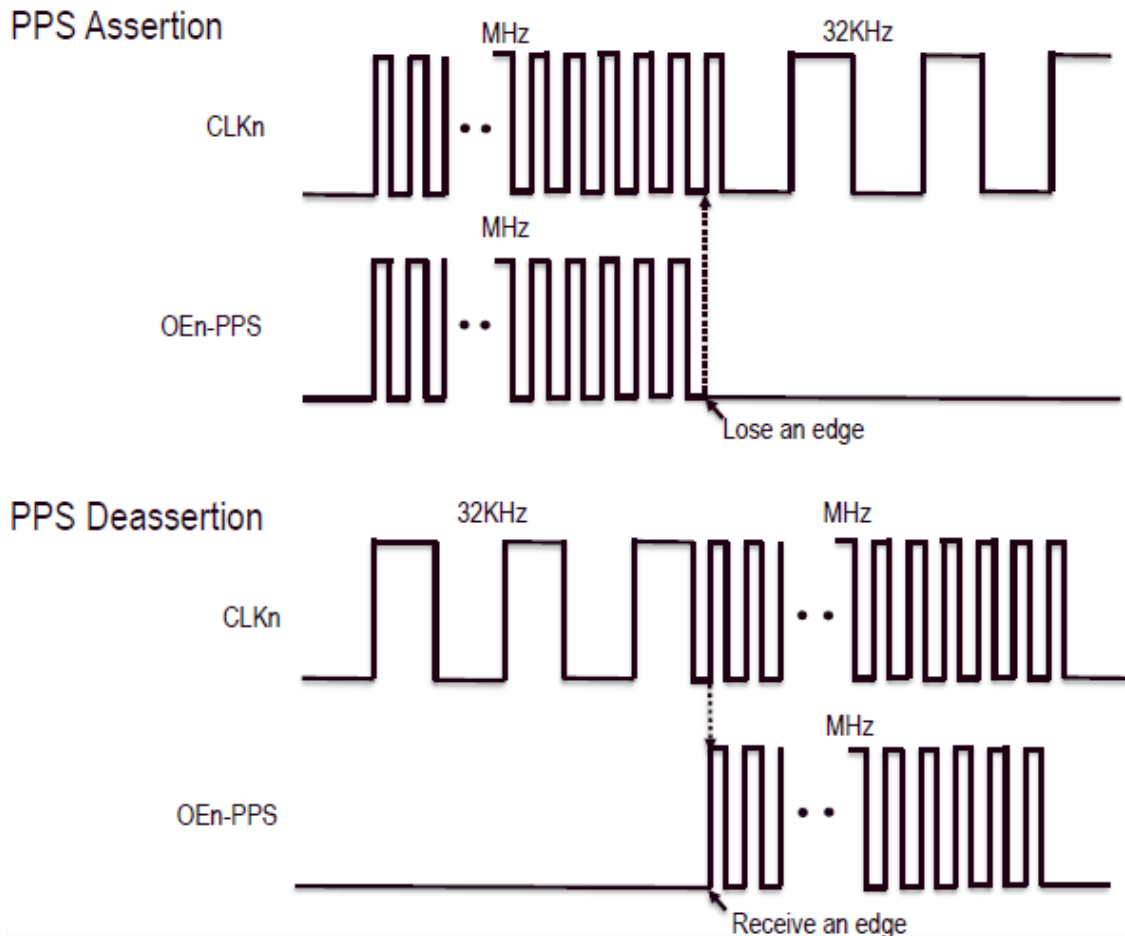 PPS Assertion
MHz
32KHz
CLKn
MHz
OEn-PPS
Lose an edge
PPS Deassertion
32KHz
MHz
CLKn
MHz
OEn-PPS
Receive an edge